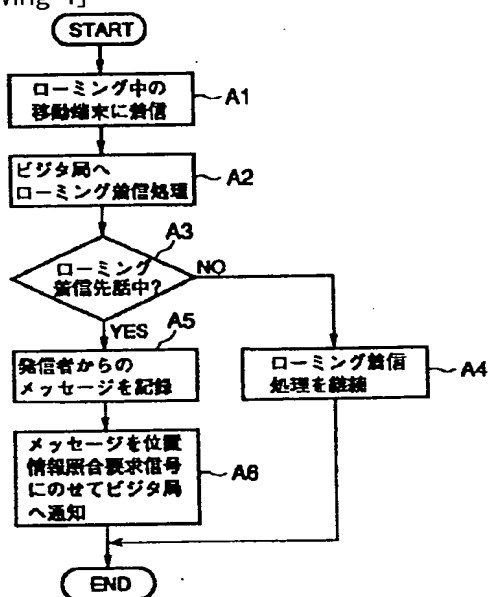 START
ローミング中の
移動端末に着信
A1
ビジタ局へ
ローミング着信処理
A2
A3
ローミング
着信先話中?
NO
YES
A5
発信者からの
メッセージを記録
ローミング着信
処理を継続
A4
メッセージを位置
情報照合要求信号
にのせてビジタ局
へ通知
A6
END